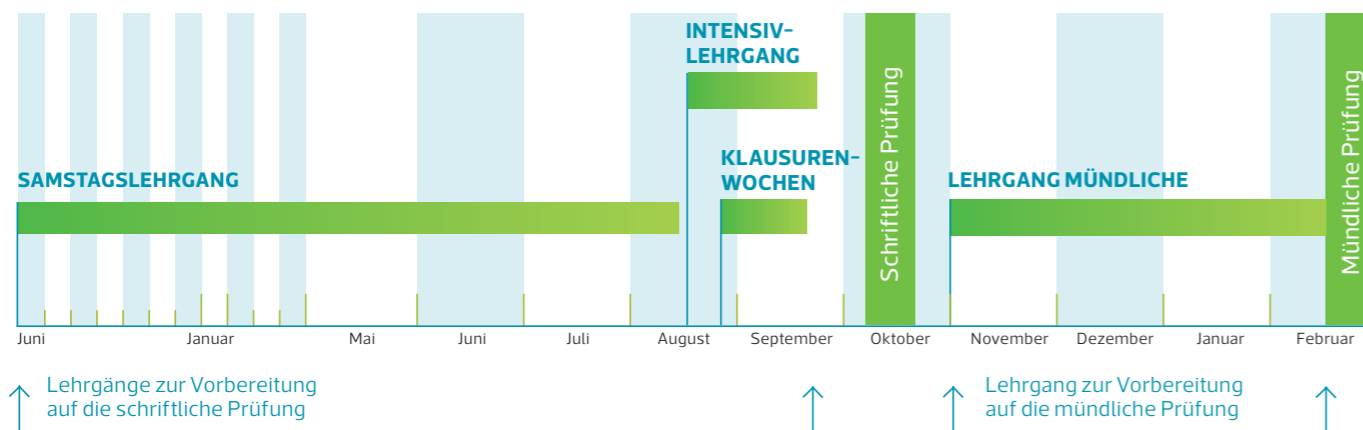 INTENSIV-
LEHRGANG
KLAUSUREN-
WOCHEN
SAMSTAGSLEHRGANG
LEHRGANG MÜNDLICHE
Schriftliche Prüfung
Mündliche Prüfung
Juni Januar Mai Juni Juli August September Oktober November Dezember Januar Februar
Lehrgänge zur Vorbereitung
auf die schriftliche Prüfung
Lehrgang zur Vorbereitung
auf die mündliche Prüfung